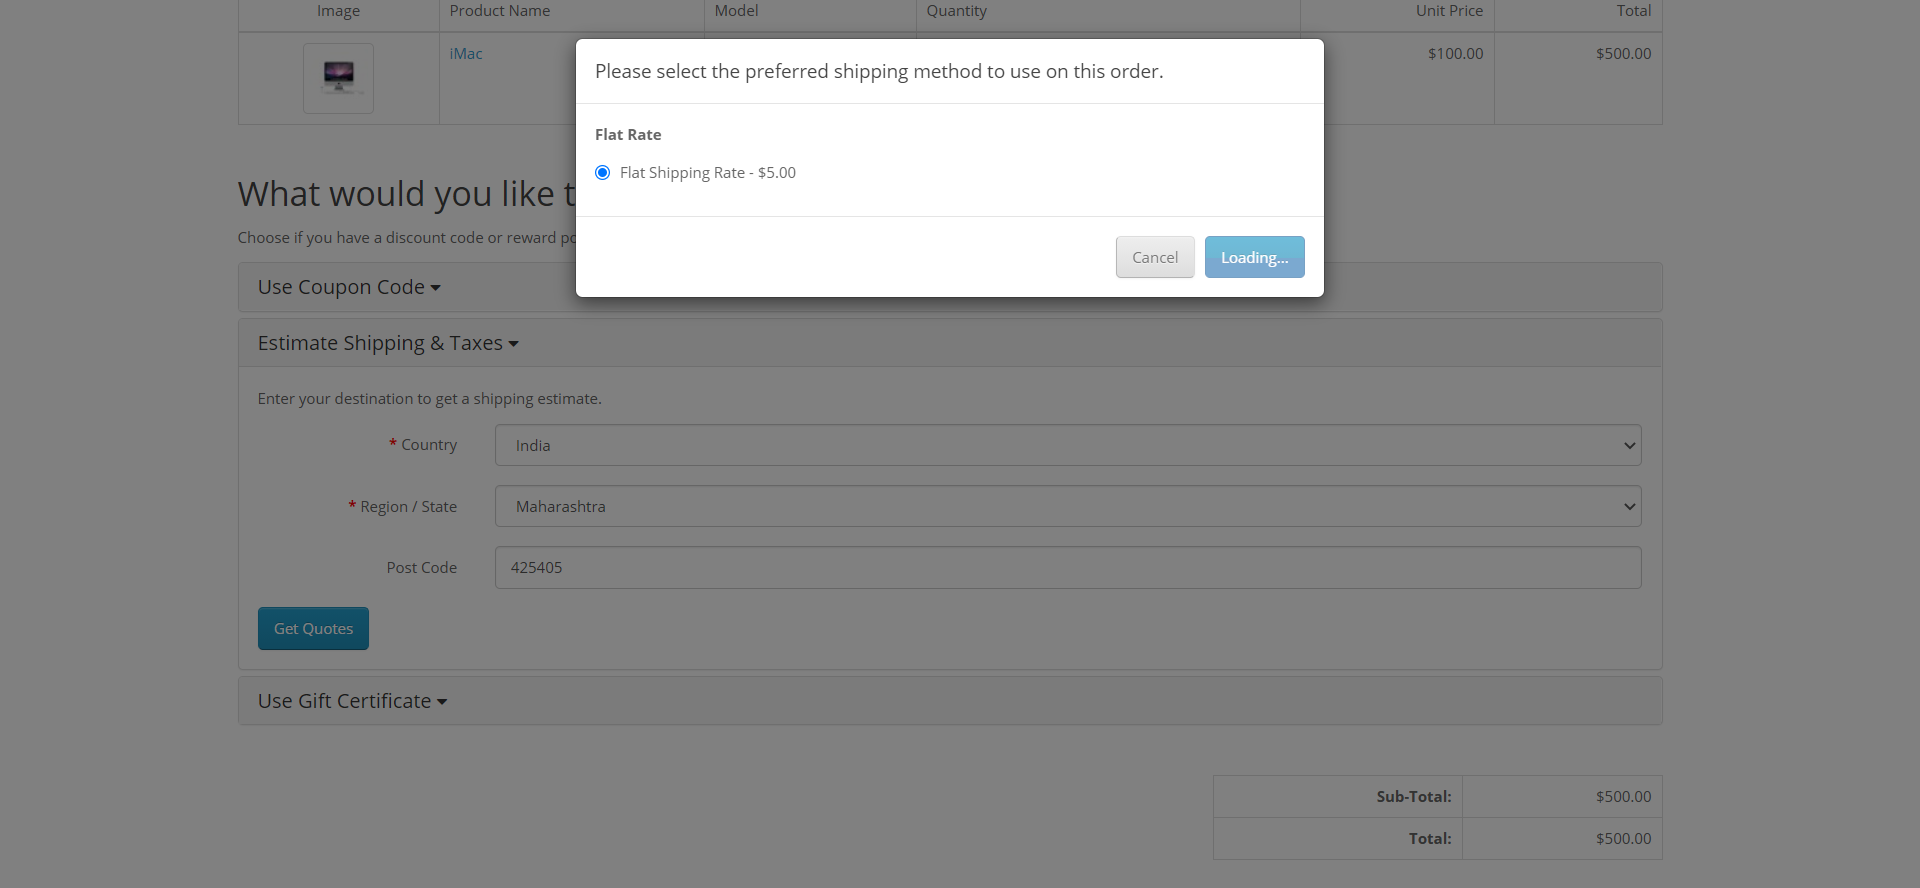 Image Product Name Model Quantity Unit Price Total
iMac $100.00 $500.00
Please select the preferred shipping method to use on this order.
Flat Rate
Flat Shipping Rate - $5.00
Cancel Loading...
What would you like t
Choose if you have a discount code or reward po
Use Coupon Code
Estimate Shipping & Taxes
Enter your destination to get a shipping estimate.
* Country India
* Region / State Maharashtra
Post Code 425405
Get Quotes
Use Gift Certificate
Sub-Total: $500.00
Total: $500.00